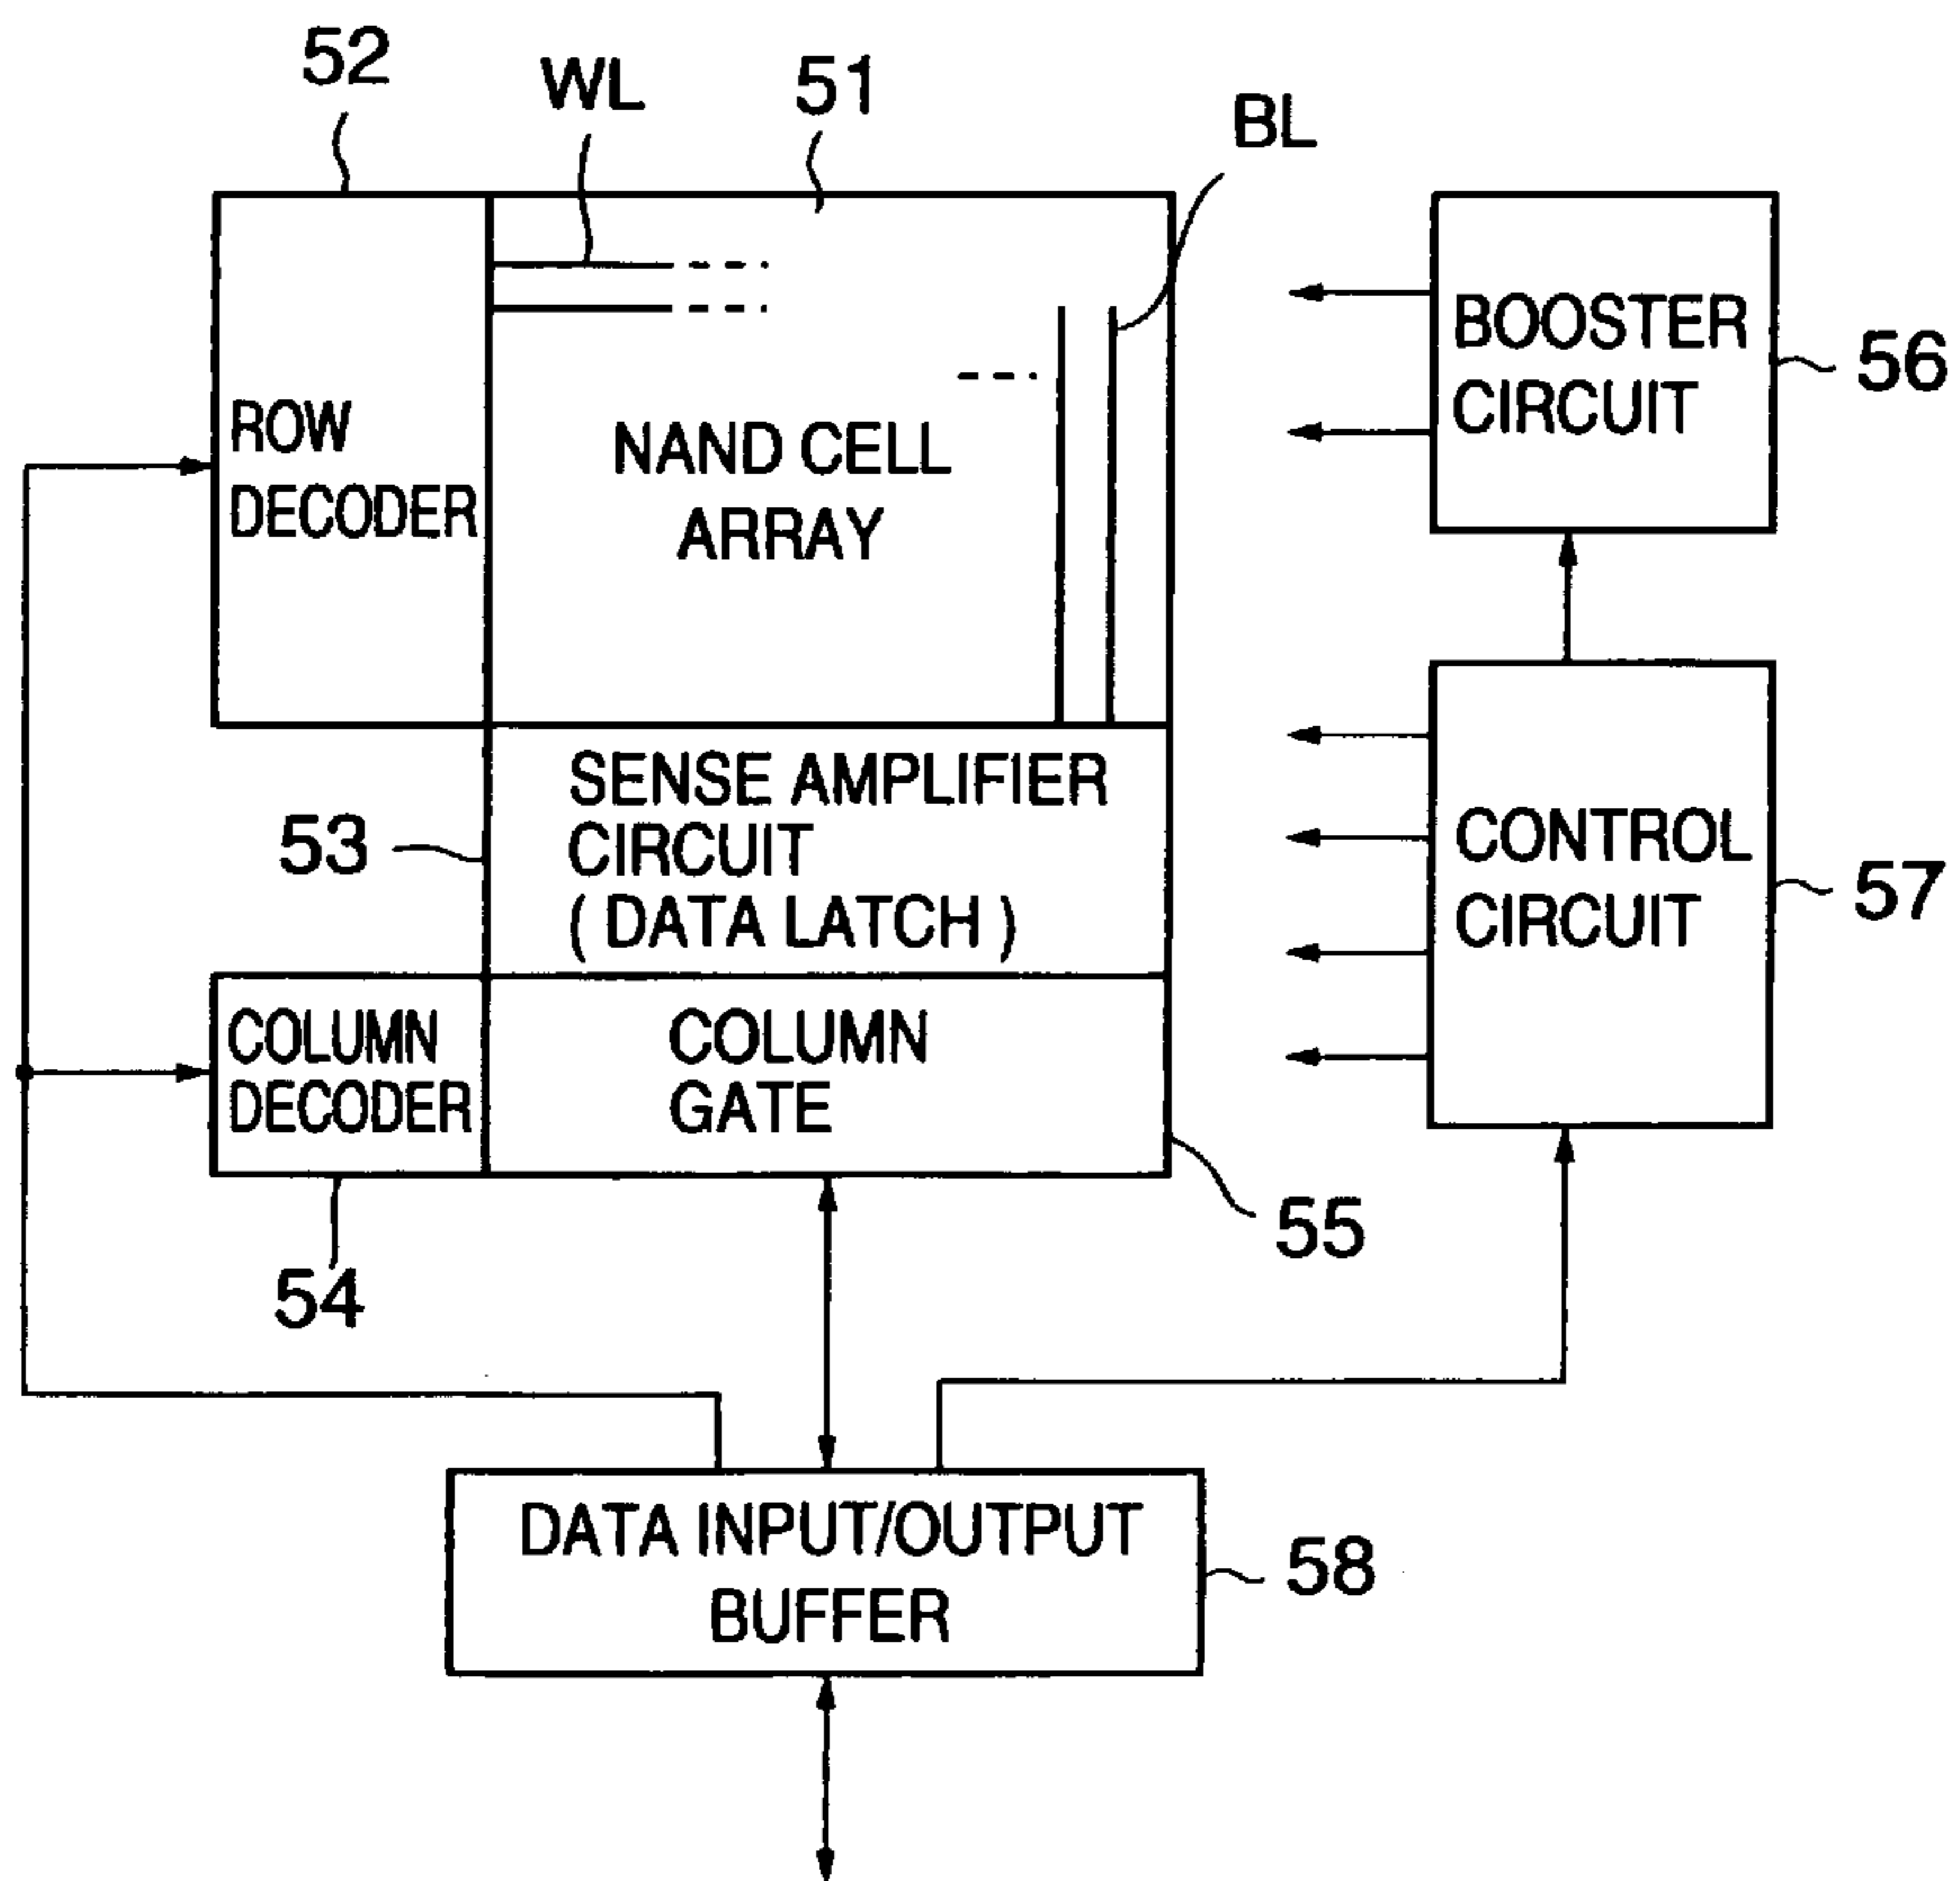 52
WL
51
BL
ROW
DECODER
NAND CELL
ARRAY
BOOSTER
CIRCUIT
56
SENSE AMPLIFIER
CIRCUIT
( DATA LATCH )
53
CONTROL
CIRCUIT
57
COLUMN
DECODER
COLUMN
GATE
54
55
DATA INPUT/OUTPUT
BUFFER
58